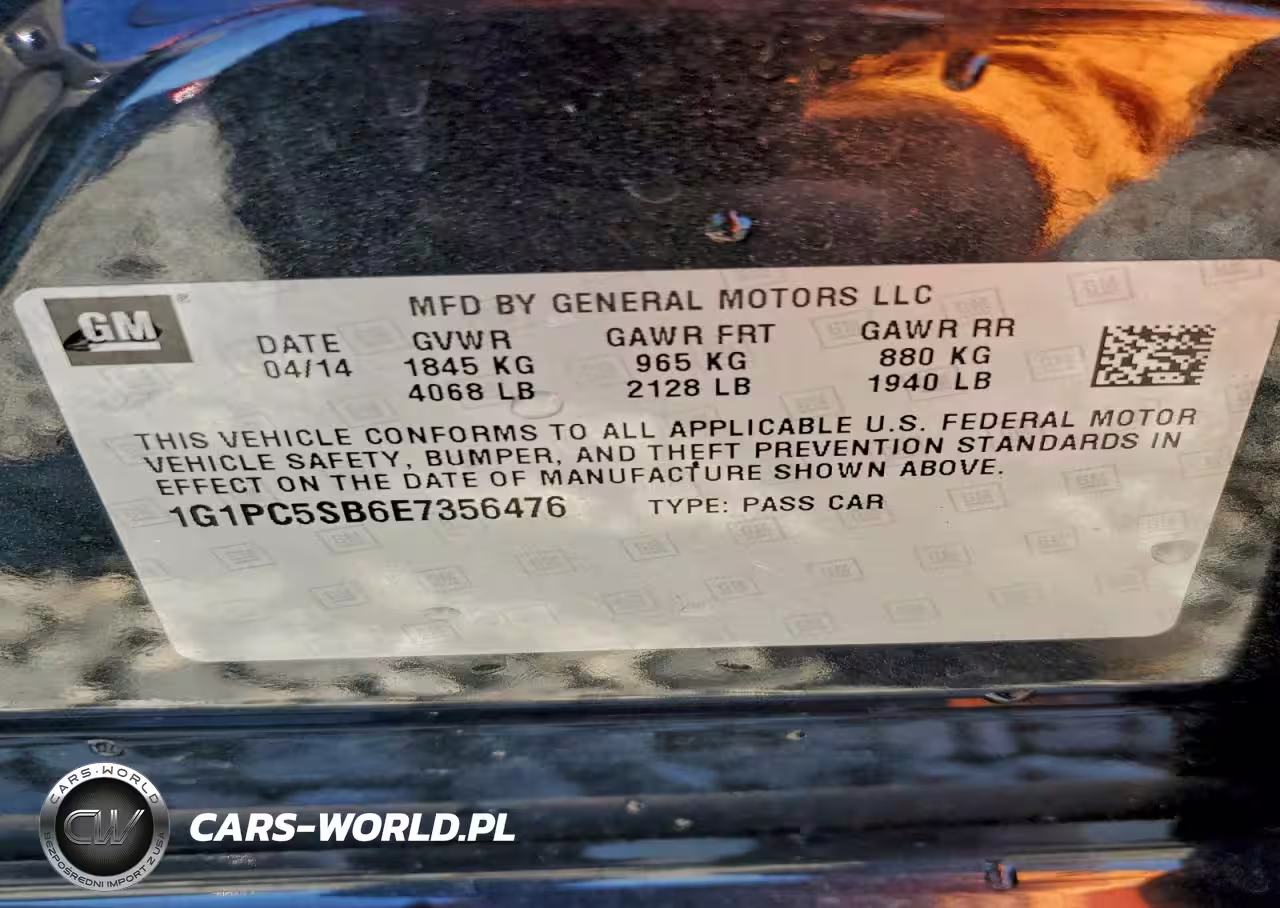 GM
MFD BY GENERAL MOTORS LLC
DATE GVWR GAWR FRT GAWR RR
04/14 1845 KG 965 KG 880 KG
4068 LB 2128 LB 1940 LB
THIS VEHICLE CONFORMS TO ALL APPLICABLE U.S. FEDERAL MOTOR
VEHICLE SAFETY, BUMPER, AND THEFT PREVENTION STANDARDS IN
EFFECT ON THE DATE OF MANUFACTURE SHOWN ABOVE.
1G1PC5SB6E7356476 TYPE: PASS CAR
CARS-WORLD
CW
BEZPOŚREDNI IMPORT Z USA
CARS-WORLD.PL